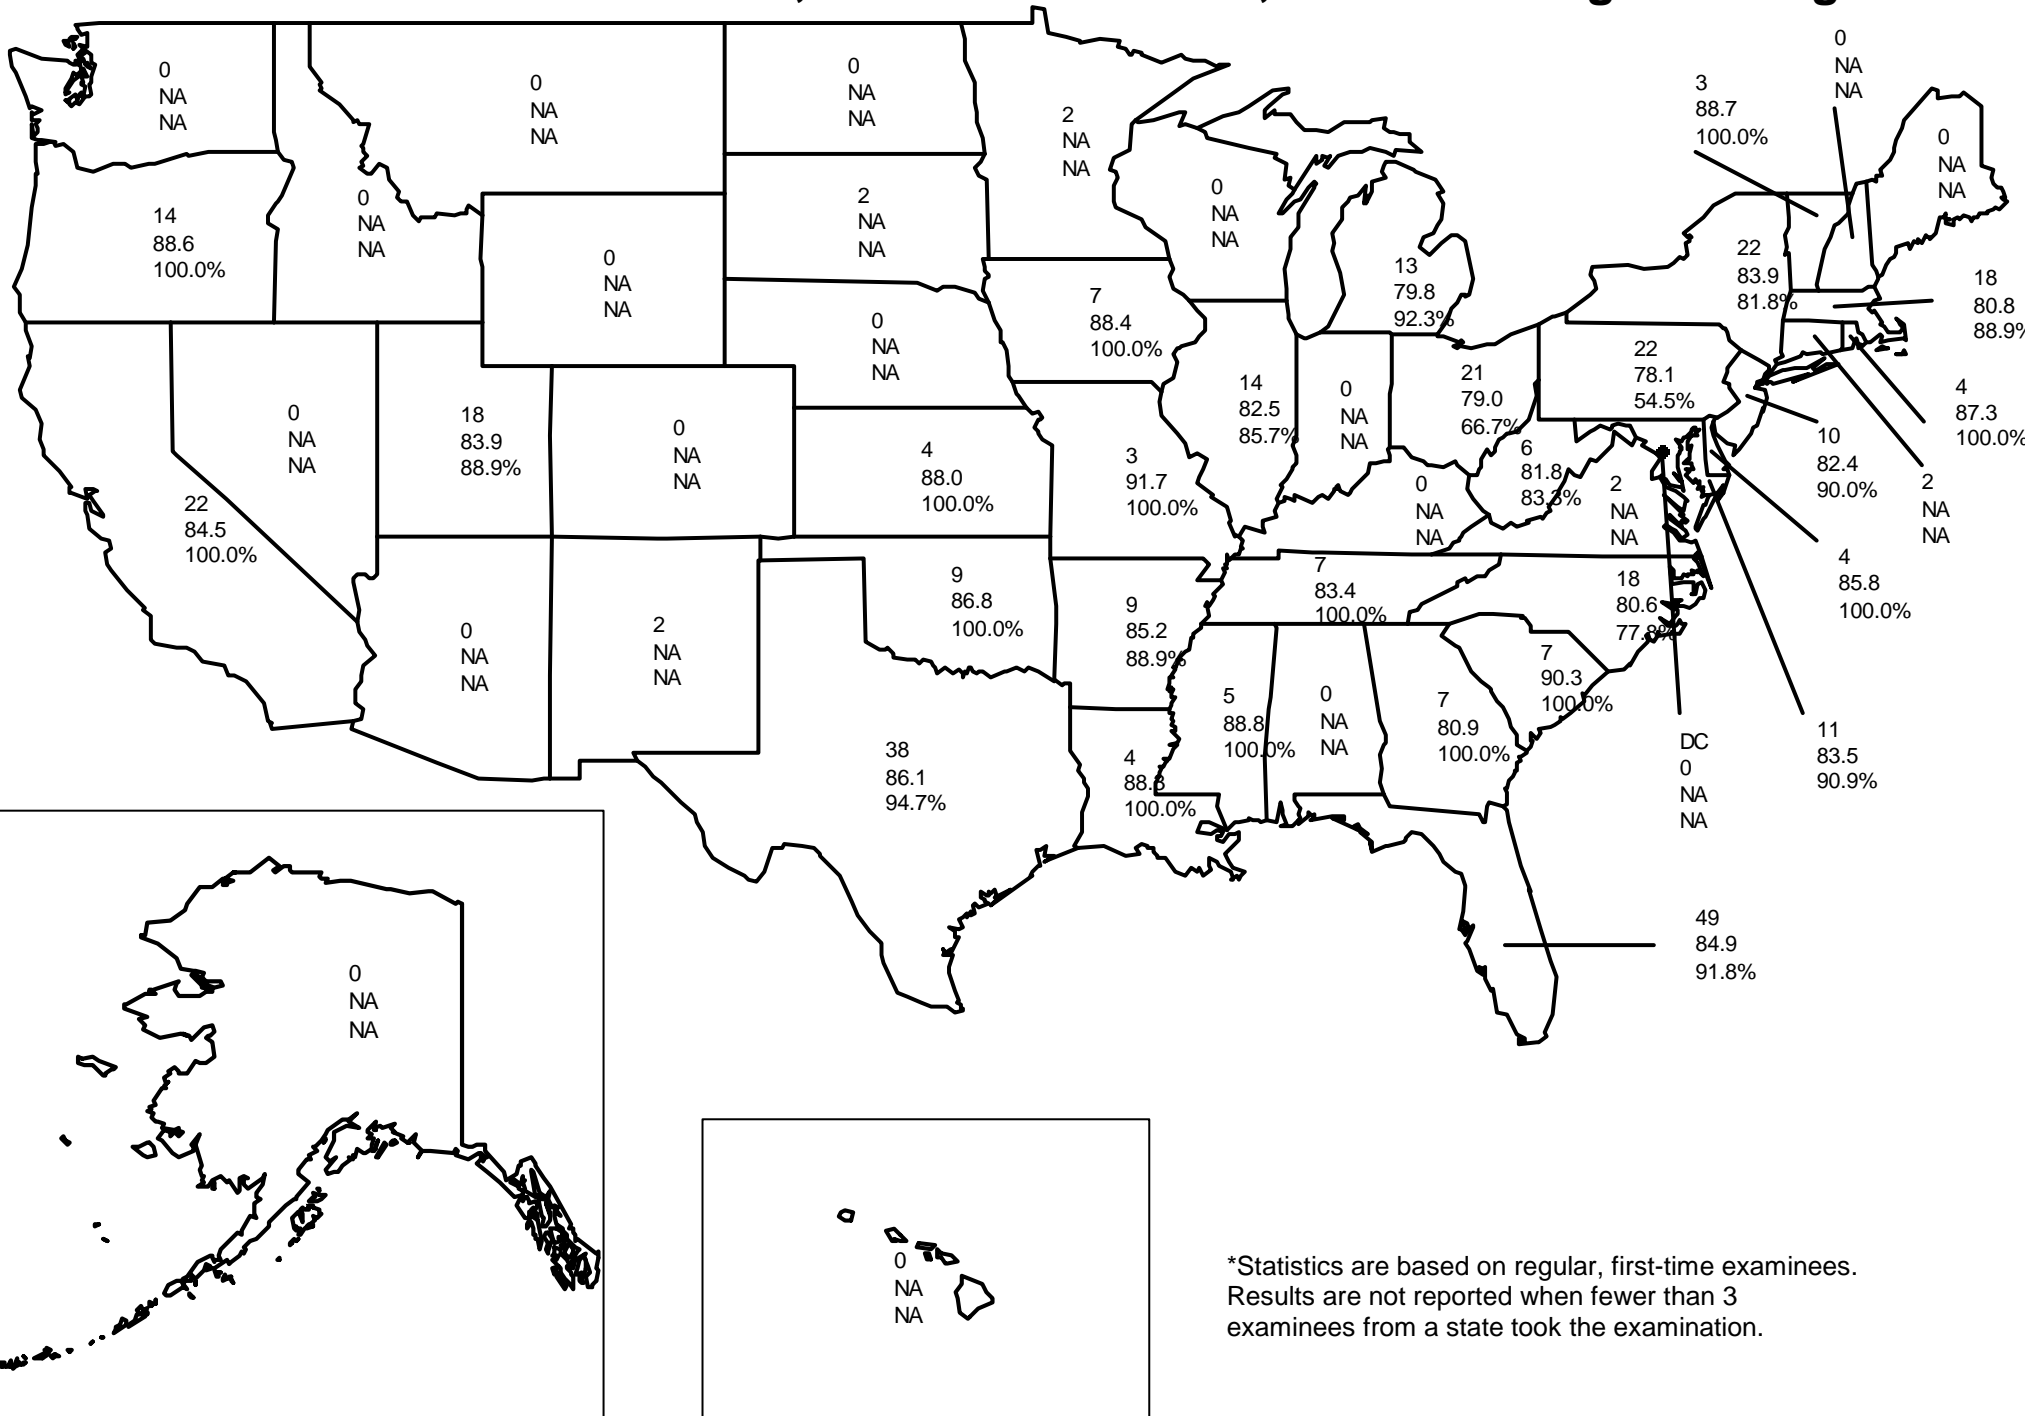 0
NA
NA
0
NA
NA
0
NA
NA
2
NA
NA
0
NA
NA
3
88.7
100.0%
0
NA
NA
14
88.6
100.0%
0
NA
NA
0
NA
NA
2
NA
NA
0
NA
NA
13
79.8
92.3%
22
83.9
81.8%
18
80.8
88.9%
7
88.4
100.0%
0
NA
NA
22
78.1
54.5%
4
87.3
100.0%
0
NA
NA
18
83.9
88.9%
0
NA
NA
14
82.5
85.7%
0
NA
NA
21
79.0
66.7%
10
82.4
90.0%
2
NA
NA
22
84.5
100.0%
4
88.0
100.0%
3
91.7
100.0%
0
NA
NA
6
81.8
83.3%
2
NA
NA
4
85.8
100.0%
0
NA
NA
2
NA
NA
9
86.8
100.0%
9
85.2
88.9%
7
83.4
100.0%
18
80.6
77.8%
7
90.3
100.0%
38
86.1
94.7%
4
88.3
100.0%
5
88.8
100.0%
0
NA
NA
7
80.9
100.0%
DC
0
NA
NA
11
83.5
90.9%
49
84.9
91.8%
0
NA
NA
0
NA
NA
*Statistics are based on regular, first-time examinees.
Results are not reported when fewer than 3
examinees from a state took the examination.